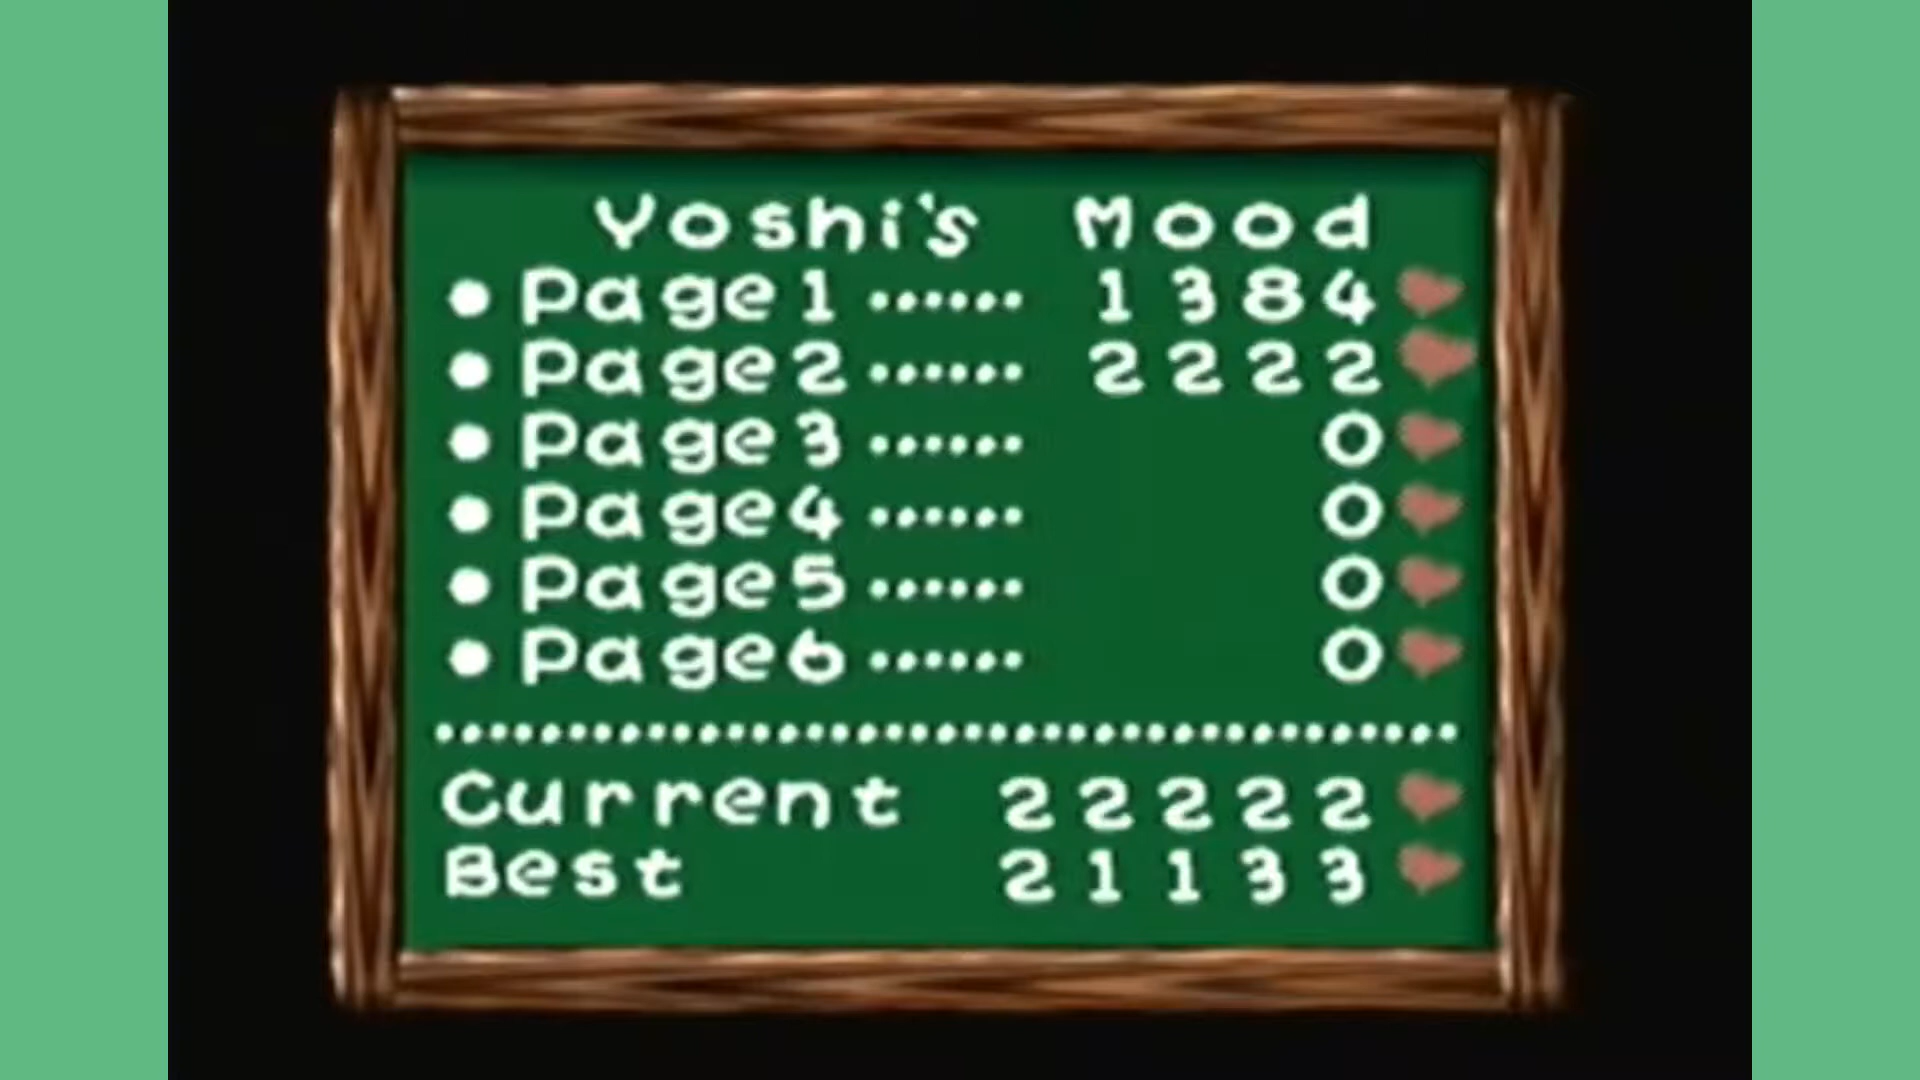 Yoshi's Mood
● Page1 ...... 1384 ♥
● Page2 ...... 2222 ♥
● Page3 ...... 0 ♥
● Page4 ...... 0 ♥
● Page5 ...... 0 ♥
● Page6 ...... 0 ♥
Current 22222 ♥
Best 21133 ♥